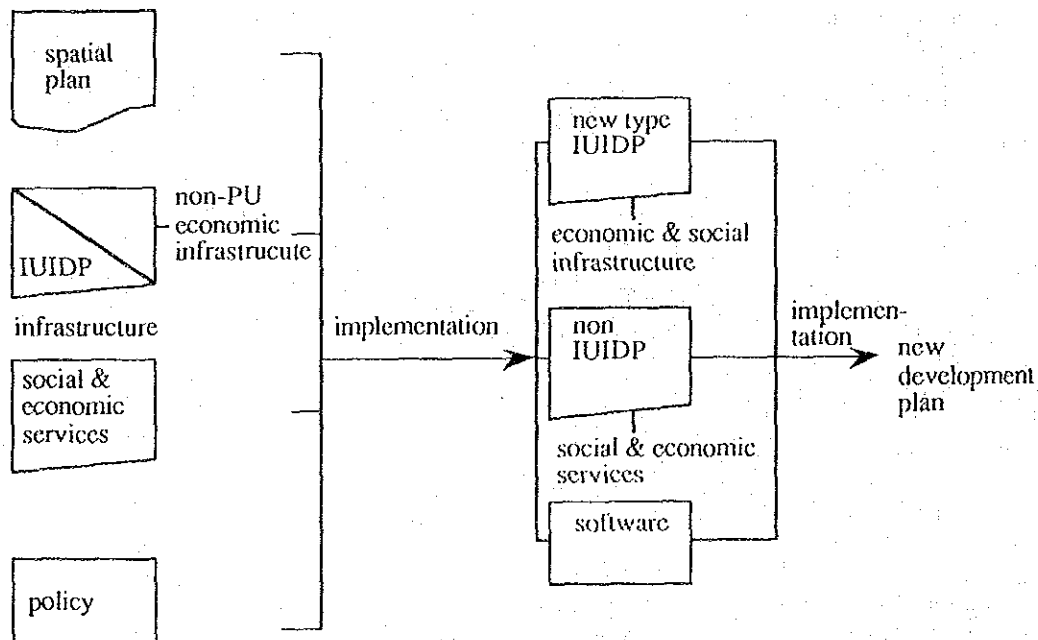 spatial
plan
non-PU
economic
infrastrucute
IUIDP
infrastructure
social &
economic
services
policy
implementation
new type
IUIDP
economic & social
infrastructure
non
IUIDP
social & economic
services
software
implemen-
tation
new
development
plan